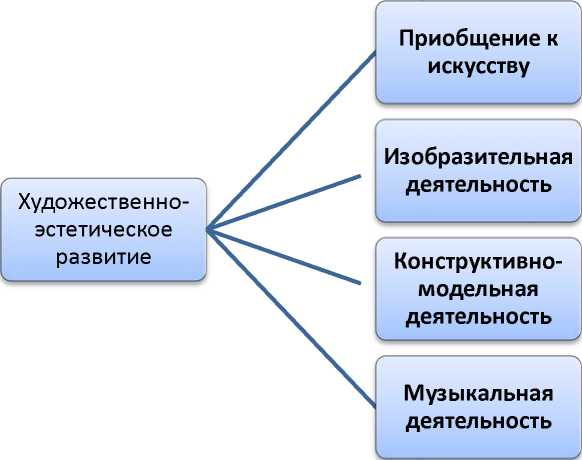 Художественно-
эстетическое
развитие
Приобщение к
искусству
Изобразительная
деятельность
Конструктивно-
модельная
деятельность
Музыкальная
деятельность